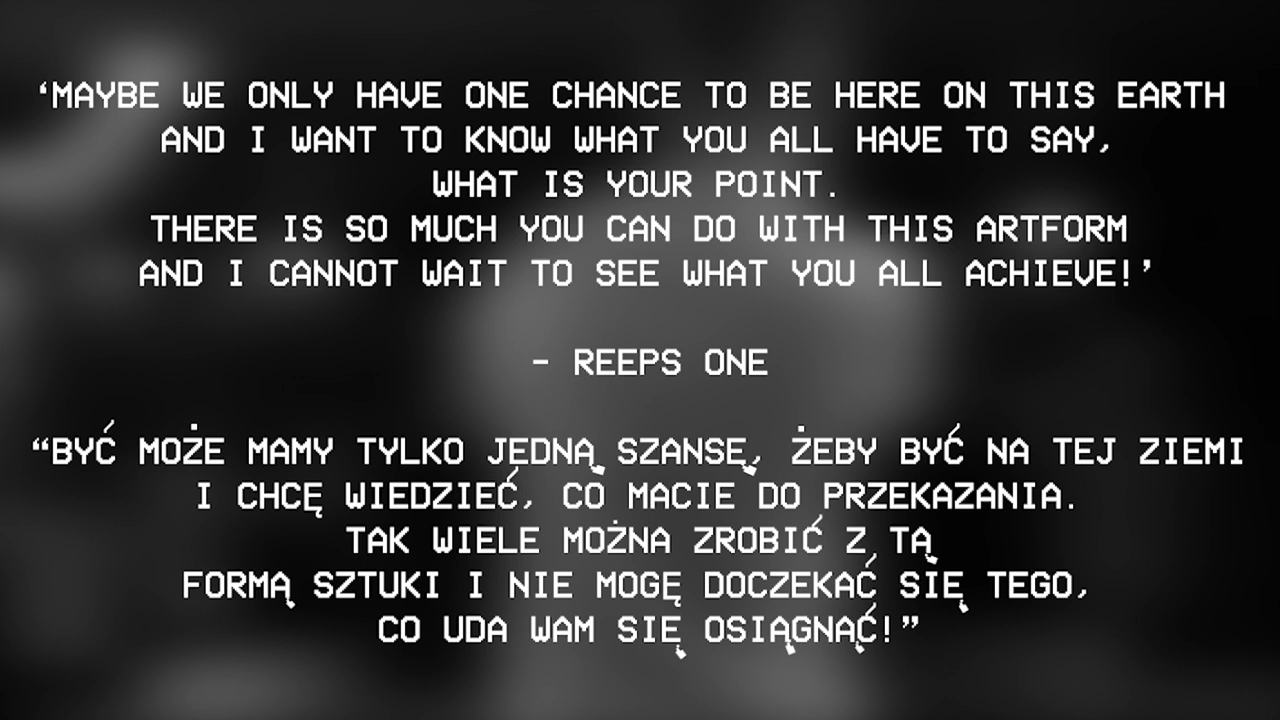 ‘MAYBE WE ONLY HAVE ONE CHANCE TO BE HERE ON THIS EARTH
AND I WANT TO KNOW WHAT YOU ALL HAVE TO SAY,
WHAT IS YOUR POINT.
THERE IS SO MUCH YOU CAN DO WITH THIS ARTFORM
AND I CANNOT WAIT TO SEE WHAT YOU ALL ACHIEVE!’
- REEPS ONE
“BYĆ MOŻE MAMY TYLKO JEDNĄ SZANSĘ, ŻEBY BYĆ NA TEJ ZIEMI
I CHCĘ WIEDZIEĆ, CO MACIE DO PRZEKAZANIA.
TAK WIELE MOŻNA ZROBIĆ Z TĄ
FORMĄ SZTUKI I NIE MOGĘ DOCZEKAĆ SIĘ TEGO,
CO UDA WAM SIĘ OSIĄGNĄĆ!”